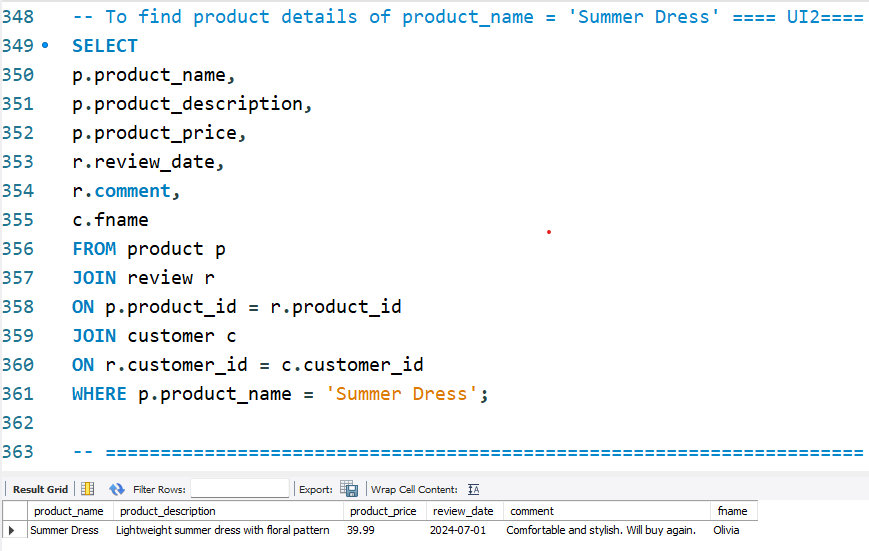 348 -- To find product details of product_name = 'Summer Dress' ==== UI2====
349 SELECT
350 p.product_name,
351 p.product_description,
352 p.product_price,
353 r.review_date,
354 r.comment,
355 c.fname
356 FROM product p
357 JOIN review r
358 ON p.product_id = r.product_id
359 JOIN customer c
360 ON r.customer_id = c.customer_id
361 WHERE p.product_name = 'Summer Dress';
362
363 -- =====================================================================
Result Grid Filter Rows: Export: Wrap Cell Content: IA
product_name product_description product_price review_date comment fname
Summer Dress Lightweight summer dress with floral pattern 39.99 2024-07-01 Comfortable and stylish. Will buy again. Olivia